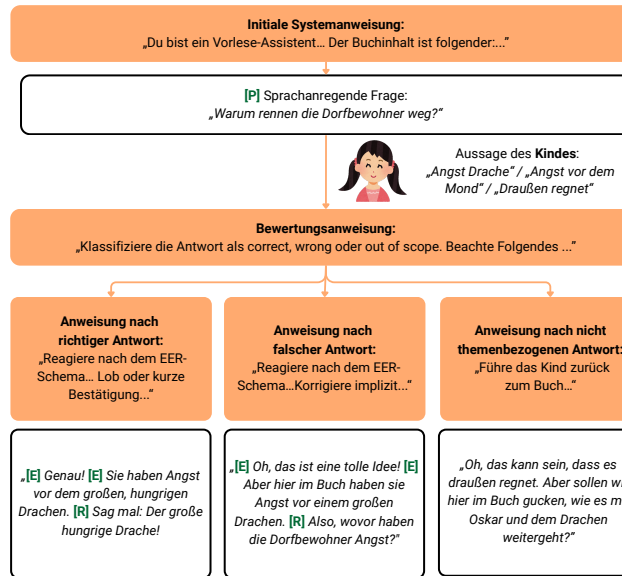 Initiale Systemanweisung:
„Du bist ein Vorlese-Assistent… Der Buchinhalt ist folgender:...“
[P] Sprachanregende Frage:
„Warum rennen die Dorfbewohner weg?“
Aussage des Kindes:
„Angst Drache“ / „Angst vor dem
Mond“ / „Draußen regnet“
Bewertungsanweisung:
„Klassifiziere die Antwort als correct, wrong oder out of scope. Beachte Folgendes ...”
Anweisung nach
richtiger Antwort:
„Reagiere nach dem EER-
Schema… Lob oder kurze
Bestätigung...“
Anweisung nach
falscher Antwort:
„Reagiere nach dem EER-
Schema…Korrigiere implizit...“
Anweisung nach nicht
themenbezogenen Antwort:
„Führe das Kind zurück
zum Buch…“
„[E] Genau! [E] Sie haben Angst
vor dem großen, hungrigen
Drachen. [R] Sag mal: Der große
hungrige Drache!
„[E] Oh, das ist eine tolle Idee! [E]
Aber hier im Buch haben sie
Angst vor einem großen
Drachen. [R] Also, wovor haben
die Dorfbewohner Angst?"
„Oh, das kann sein, dass es
draußen regnet. Aber sollen
hier im Buch gucken, wie es
Oskar und dem Drachen
weitergeht?”